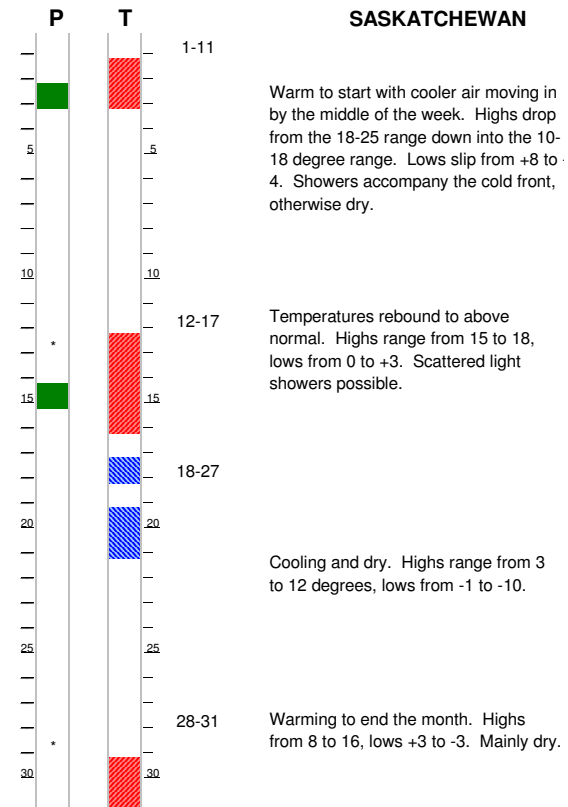 P T SASKATCHEWAN
1-11
Warm to start with cooler air moving in
by the middle of the week. Highs drop
from the 18-25 range down into the 10-
5 5
18 degree range. Lows slip from +8 to -
4. Showers accompany the cold front,
otherwise dry.
10 10
12-17
Temperatures rebound to above
*
normal. Highs range from 15 to 18,
lows from 0 to +3. Scattered light
showers possible.
15 15
18-27
20 20
Cooling and dry. Highs range from 3
to 12 degrees, lows from -1 to -10.
25 25
28-31
Warming to end the month. Highs
*
from 8 to 16, lows +3 to -3. Mainly dry.
30 30